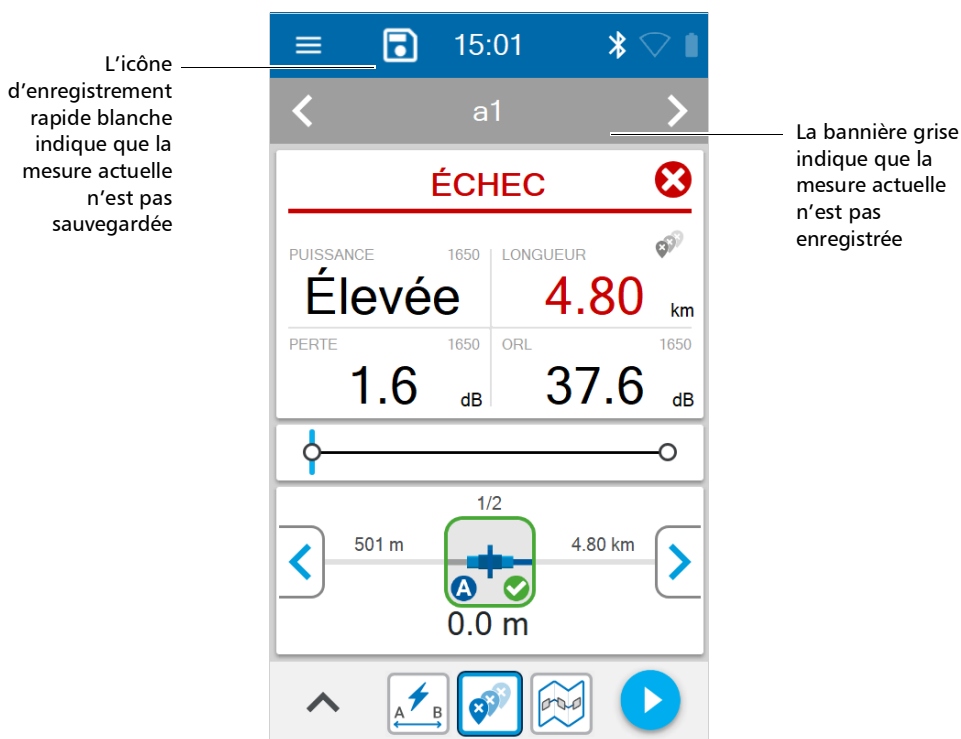 15:01
L'icône
d'enregistrement
rapide blanche
indique que la
mesure actuelle
n'est pas
sauvegardée
a1
La bannière grise
indique que la
mesure actuelle
n'est pas
enregistrée
ÉCHEC
PUISSANCE 1650 LONGUEUR
Élevée 4.80 km
PERTE 1650 ORL 1650
1.6 dB 37.6 dB
1/2
501 m 4.80 km
A
0.0 m
A B